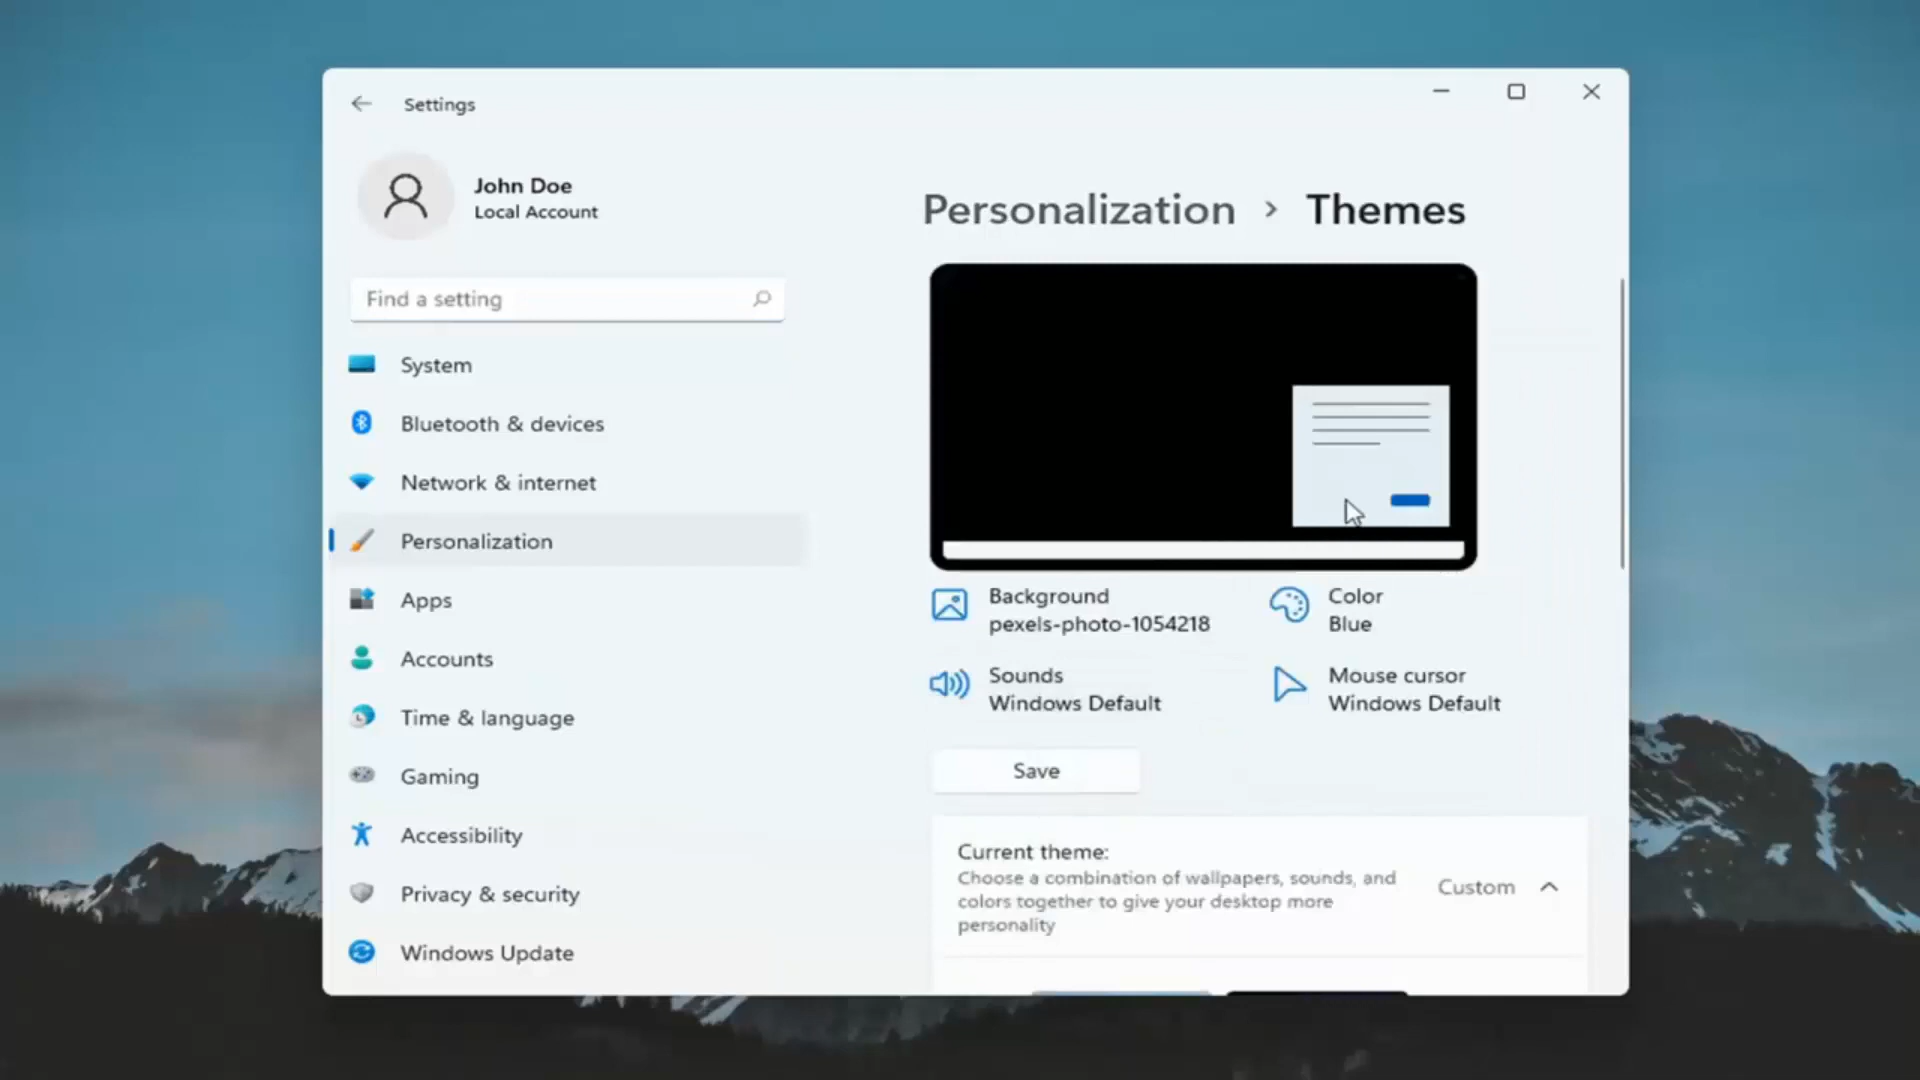 Settings
John Doe
Local Account
Find a setting
System
Bluetooth & devices
Network & internet
Personalization
Apps
Accounts
Time & language
Gaming
Accessibility
Privacy & security
Windows Update
Personalization > Themes
Background
pexels-photo-1054218
Color
Blue
Sounds
Windows Default
Mouse cursor
Windows Default
Save
Current theme:
Choose a combination of wallpapers, sounds, and
colors together to give your desktop more
personality
Custom